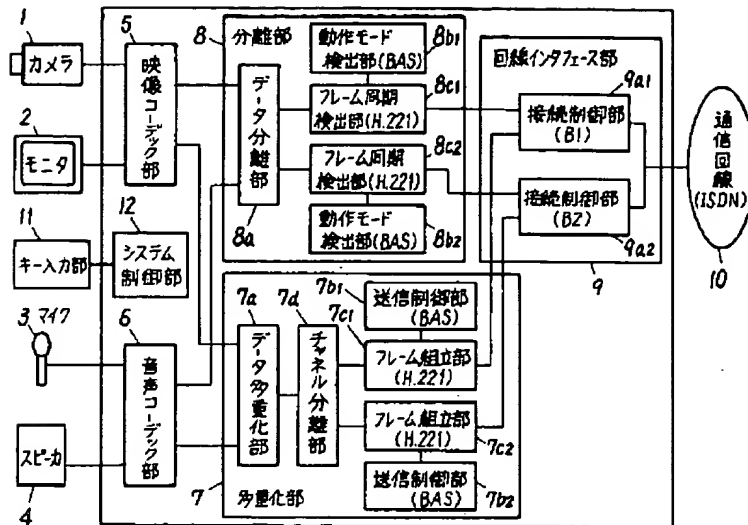 1
カメラ
2
モニタ
11
キー入力部
3 マイク
スピーカ
4
5
映像コーデック部
12
システム
制御部
6
音声コーデック部
8
分離部
動作モード
検出部(BAS)
8b1
フレーム同期
検出部(H.221)
8c1
データ分離部
8a
フレーム同期
検出部(H.221)
8c2
動作モード
検出部(BAS)
8b2
回線インタフェース部
9a1
接続制御部
(B1)
接続制御部
(B2)
9a2
9
通信回線
(ISDN)
10
7a
データ多重化部
7d
チャネル分離部
7b1
送信制御部
(BAS)
7c1
フレーム組立部
(H.221)
フレーム組立部
(H.221)
7c2
送信制御部
(BAS)
7b2
7
多重化部